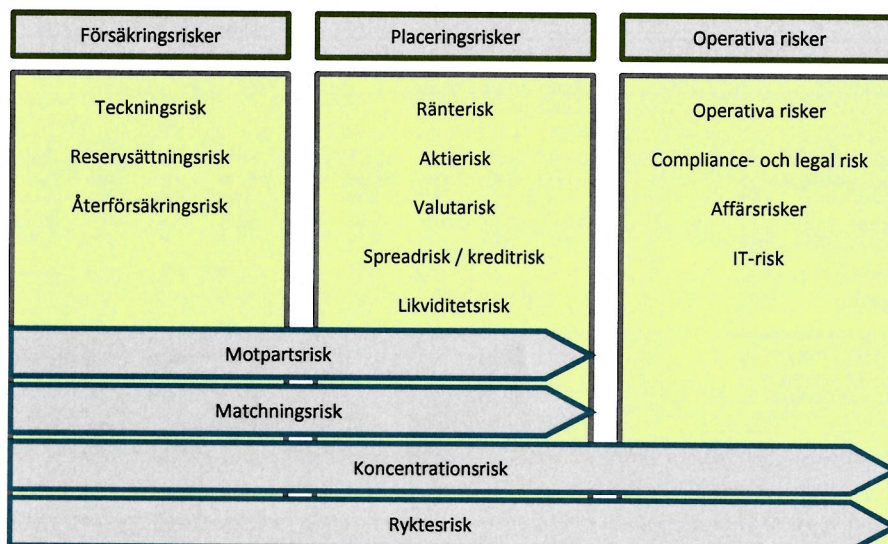 Försäkringsrisker
Placeringsrisker
Operativa risker
Teckningsrisk
Reservsättningsrisk
Återförsäkringsrisk
Ränterisk
Aktierisk
Valutarisk
Spreadrisk / kreditrisk
Likviditetsrisk
Operativa risker
Compliance- och legal risk
Affärsrisker
IT-risk
Motpartsrisk
Matchningsrisk
Koncentrationsrisk
Ryktesrisk